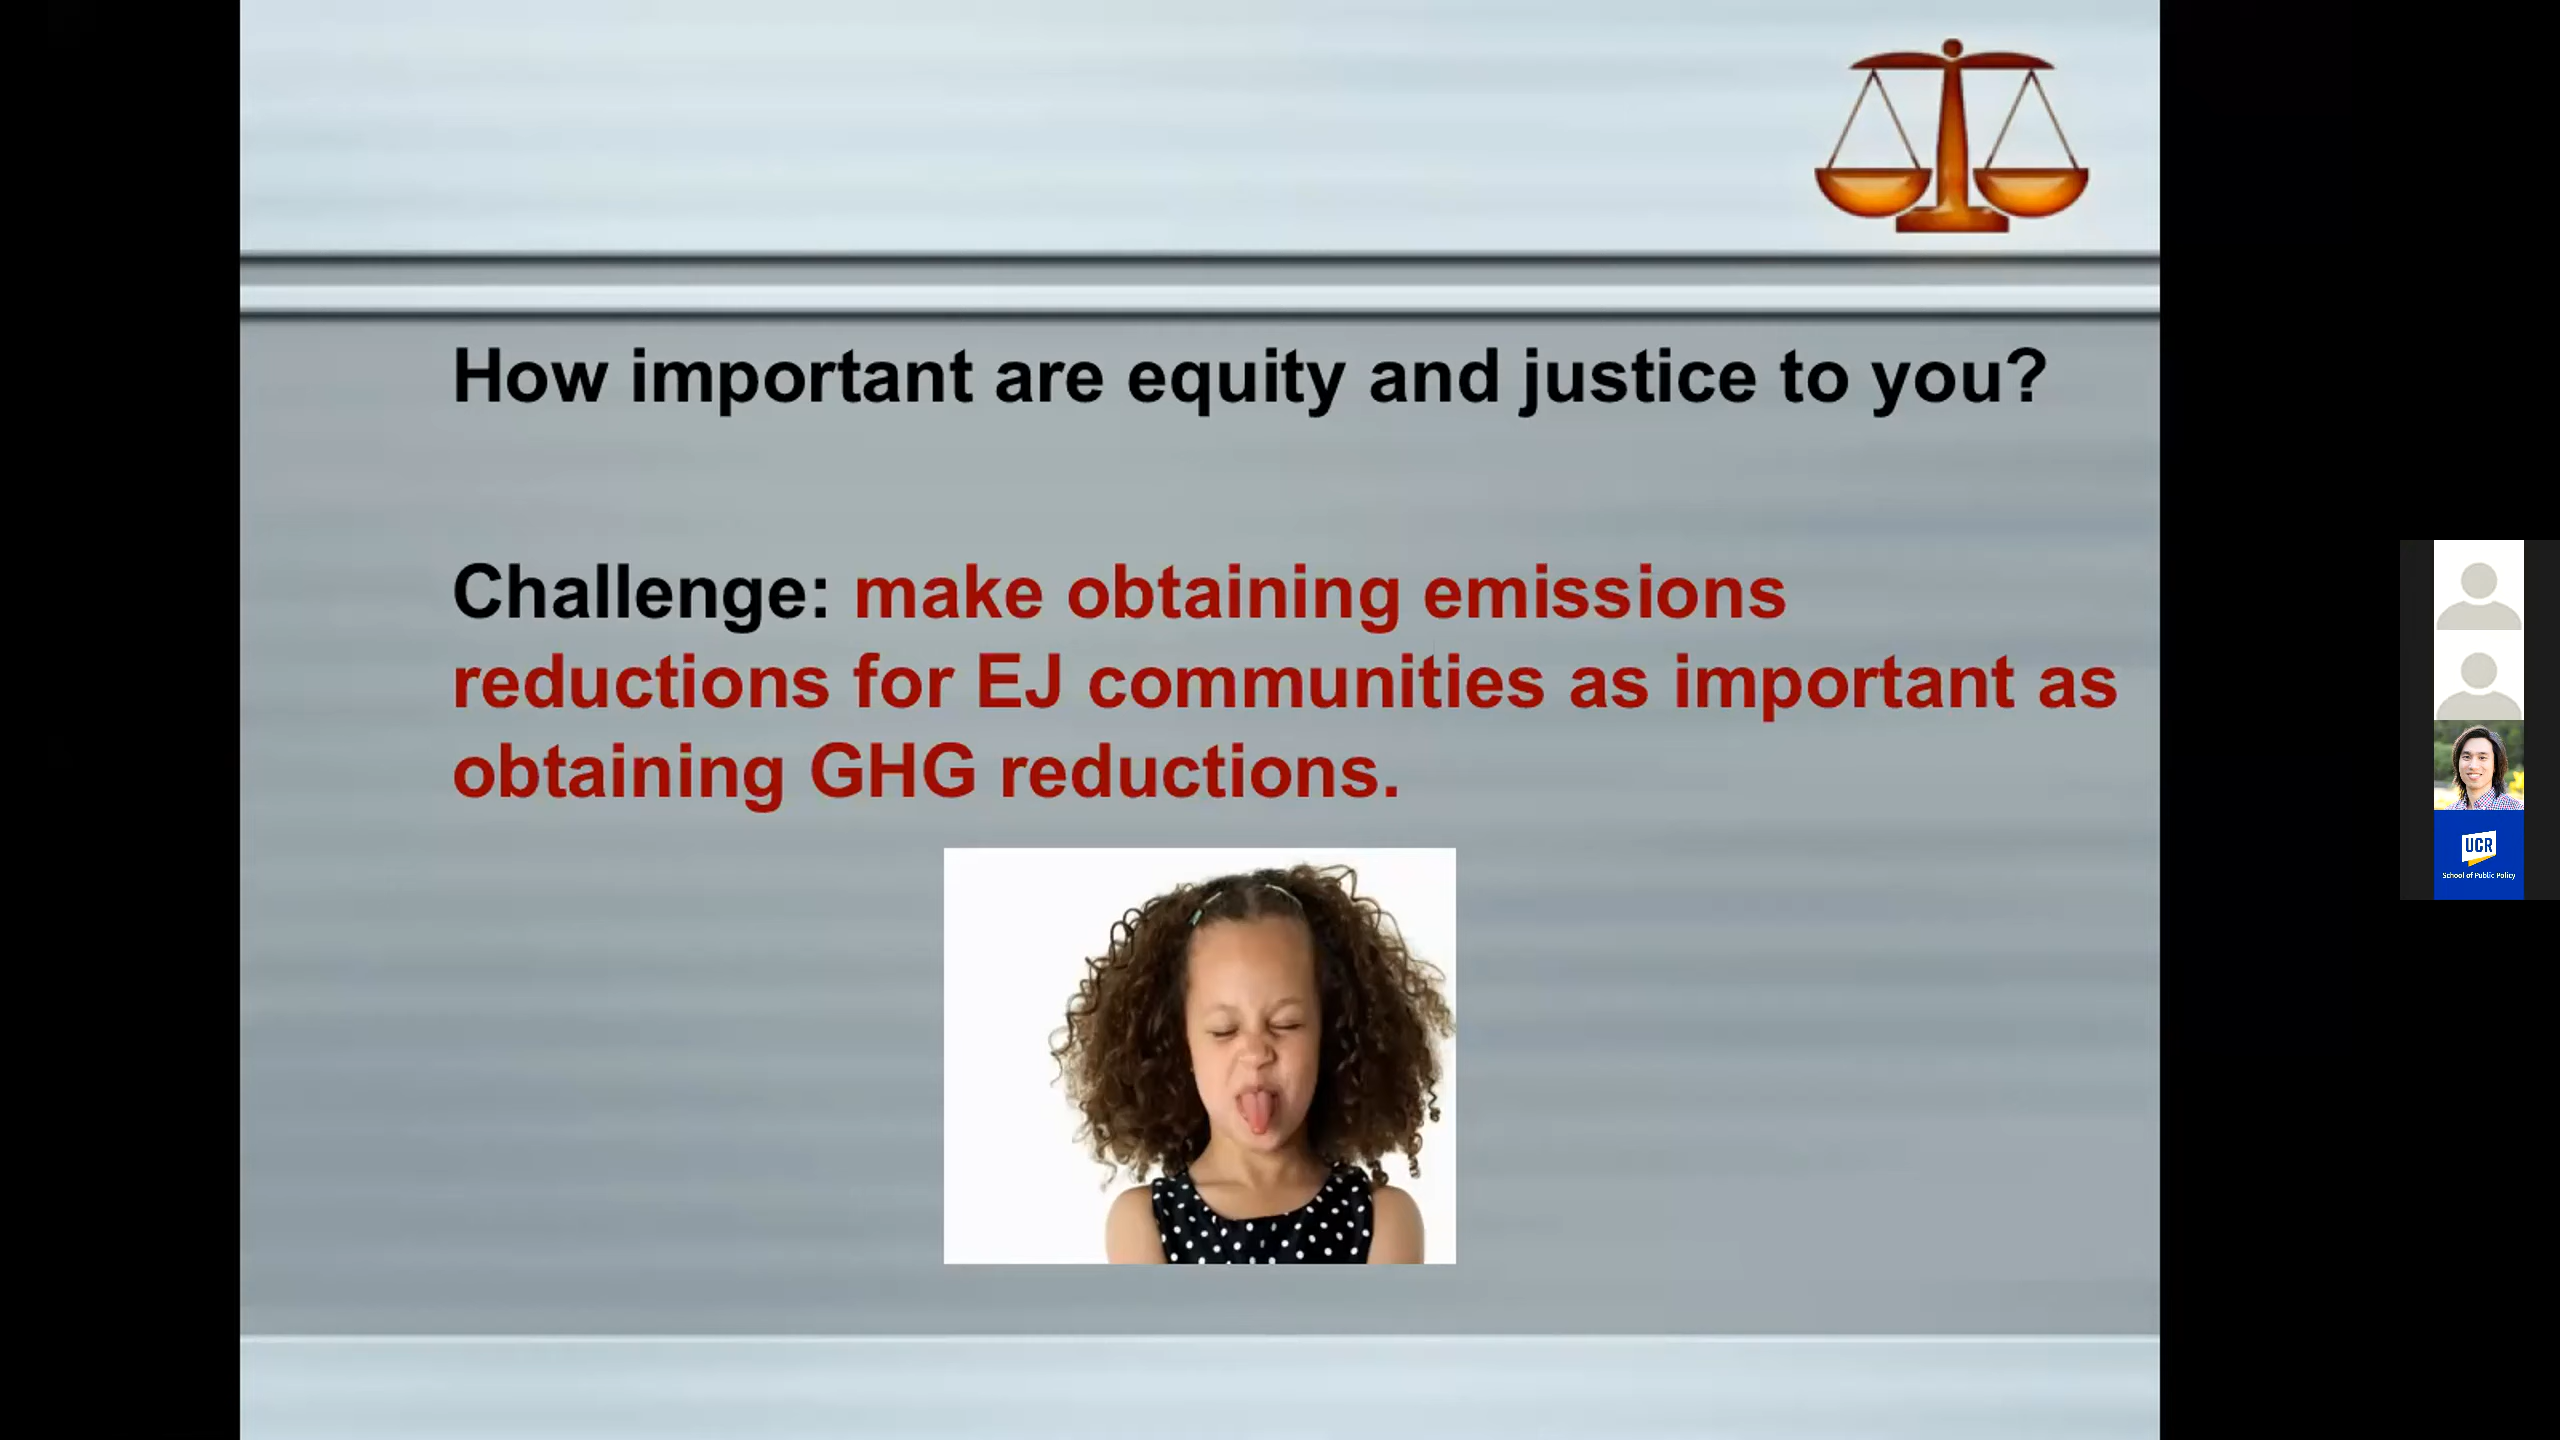 How important are equity and justice to you?
Challenge: make obtaining emissions
reductions for EJ communities as important as
obtaining GHG reductions.
UCR
School of Public Policy